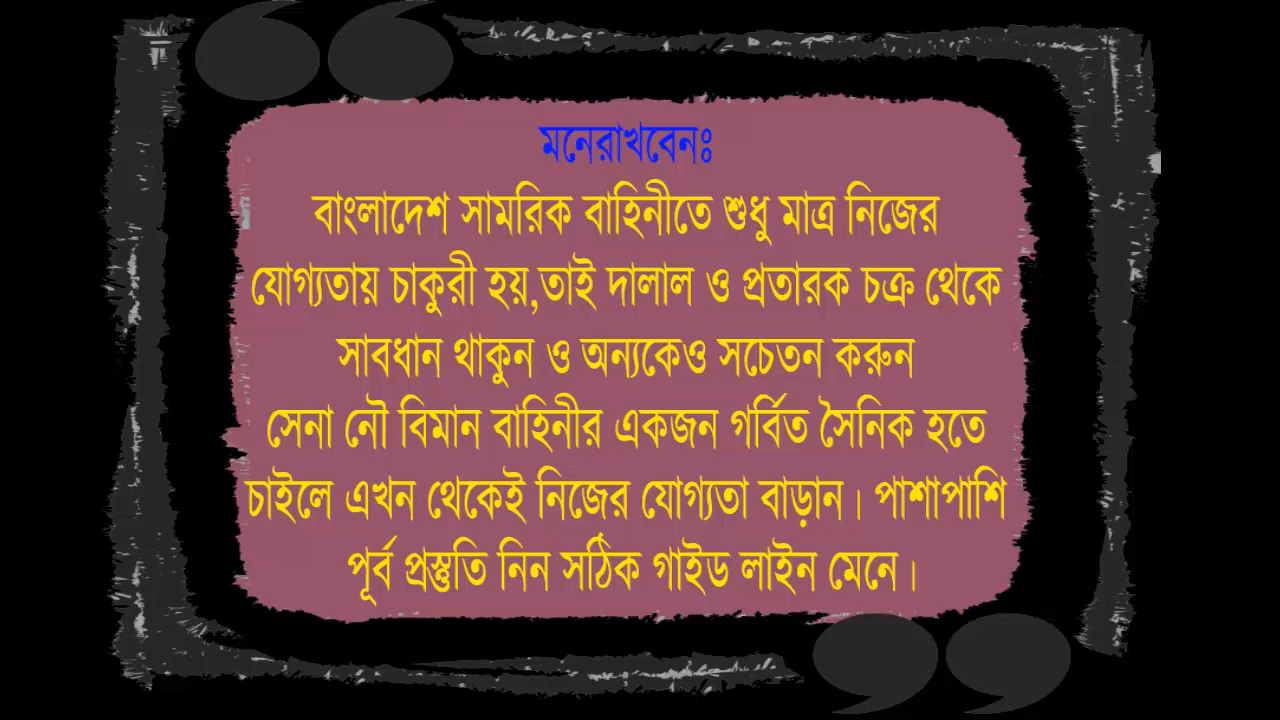 মনেরাখবেনঃ
বাংলাদেশ সামরিক বাহিনীতে শুধু মাত্র নিজের
যোগ্যতায় চাকুরী হয়,তাই দালাল ও প্রতারক চক্র থেকে
সাবধান থাকুন ও অন্যকেও সচেতন করুন
সেনা নৌ বিমান বাহিনীর একজন গর্বিত সৈনিক হতে
চাইলে এখন থেকেই নিজের যোগ্যতা বাড়ান। পাশাপাশি
পূর্ব প্রস্তুতি নিন সঠিক গাইড লাইন মেনে।